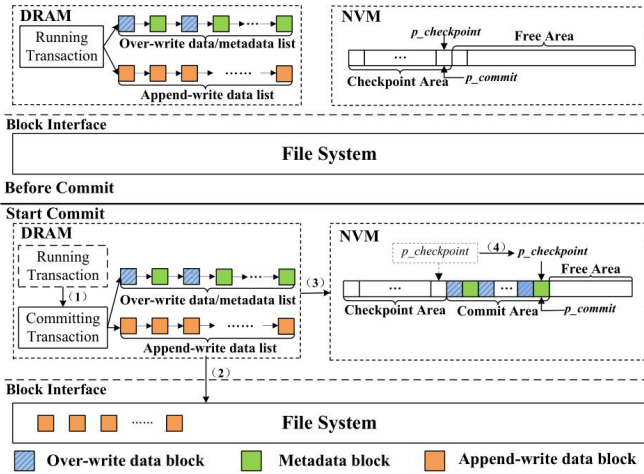 DRAM
Running
Transaction
...
Over-write data/metadata list
......
Append-write data list
NVM
p_checkpoint
Free Area
...
Checkpoint Area
p_commit
Block Interface
File System
Before Commit
Start Commit
DRAM
Running
Transaction
(1)
Committing
Transaction
...
Over-write data/metadata list
......
Append-write data list
(2)
(3)
NVM
p_checkpoint
(4)
p_checkpoint
Free Area
...
...
Checkpoint Area
Commit Area
p_commit
Block Interface
......
File System
Over-write data block
Metadata block
Append-write data block